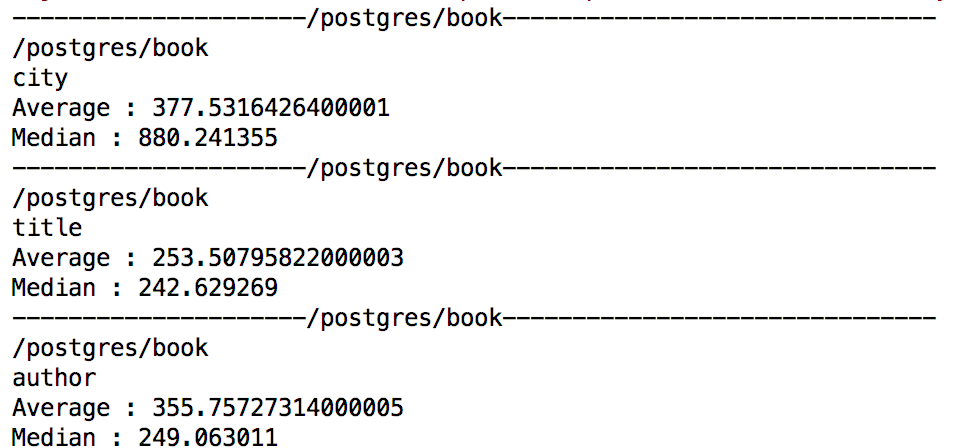 ---------------------/postgres/book-------------------------------
/postgres/book
city
Average : 377.5316426400001
Median : 880.241355
---------------------/postgres/book-------------------------------
/postgres/book
title
Average : 253.50795822000003
Median : 242.629269
---------------------/postgres/book-------------------------------
/postgres/book
author
Average : 355.75727314000005
Median : 249.063011